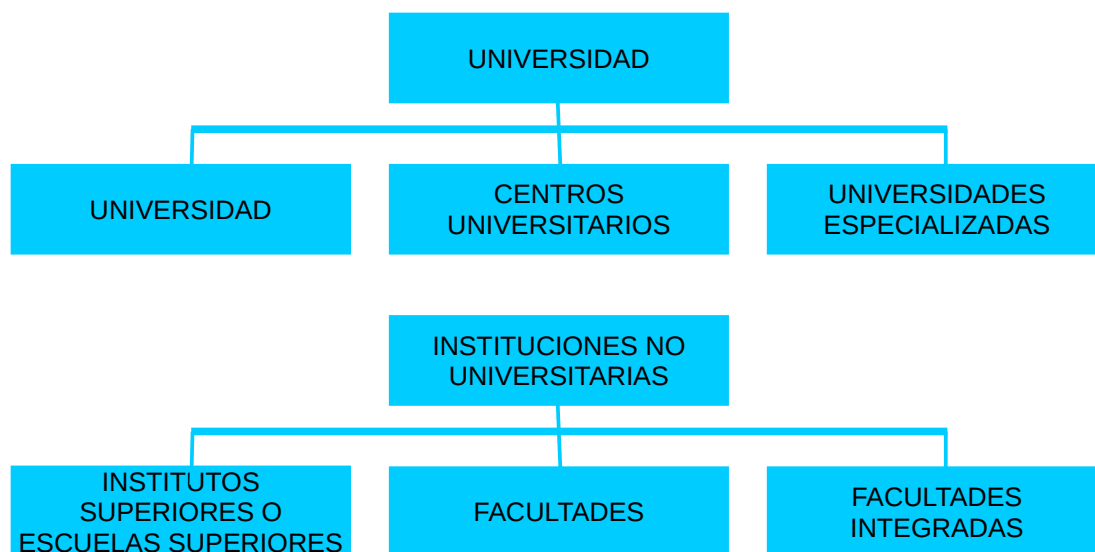 UNIVERSIDAD
UNIVERSIDAD
CENTROS
UNIVERSITARIOS
UNIVERSIDADES
ESPECIALIZADAS
INSTITUCIONES NO
UNIVERSITARIAS
INSTITUTOS
SUPERIORES O
ESCUELAS SUPERIORES
FACULTADES
FACULTADES
INTEGRADAS